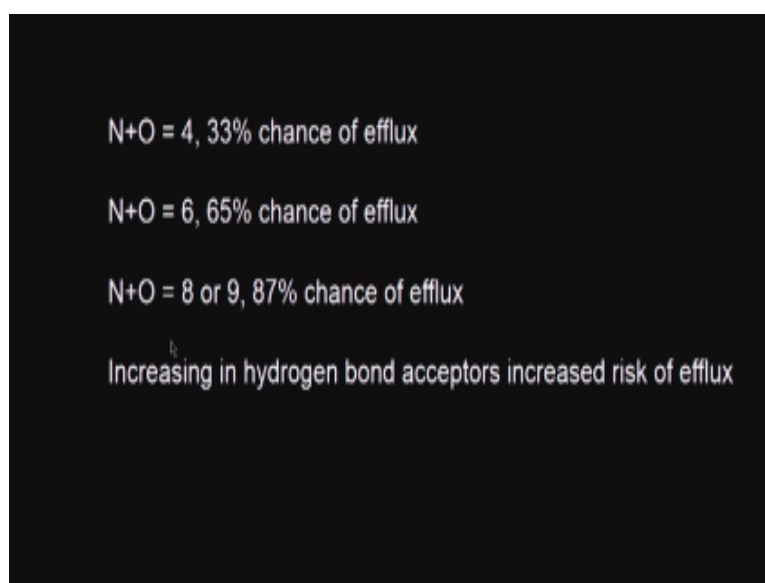 N+O = 4, 33% chance of efflux
N+O = 6, 65% chance of efflux
N+O = 8 or 9, 87% chance of efflux
Increasing in hydrogen bond acceptors increased risk of efflux